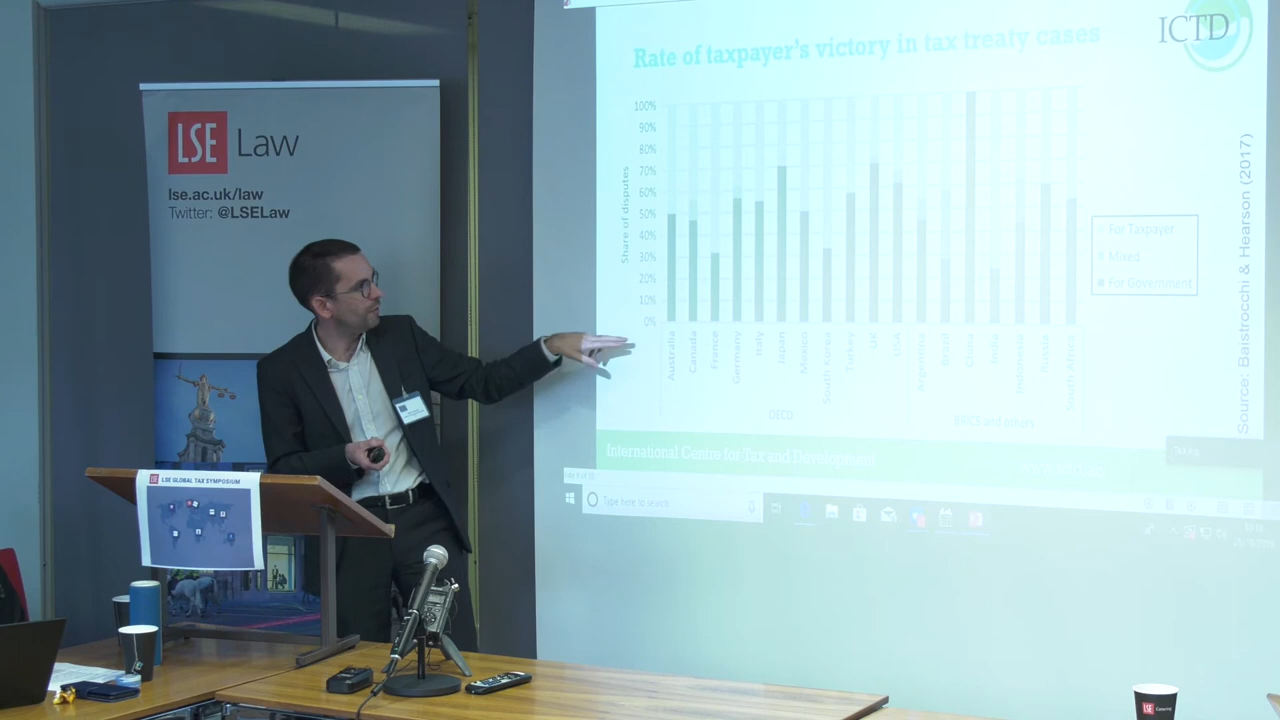 LSE Law
lse.ac.uk/law
Twitter: @LSELaw
LSE LSE GLOBAL TAX SYMPOSIUM
Rate of taxpayer's victory in tax treaty cases
ICTD
100%
90%
80%
70%
60%
50%
40%
30%
20%
10%
0%
Share of disputes
Australia
Canada
France
Germany
Italy
Japan
Mexico
South Korea
Turkey
UK
USA
Argentina
Brazil
China
India
Indonesia
Russia
South Africa
OECD
BRICS and others
For Taxpayer
Mixed
For Government
Source: Baistrocchi & Hearson (2017)
International Centre for Tax and Development
Type here to search
LSE